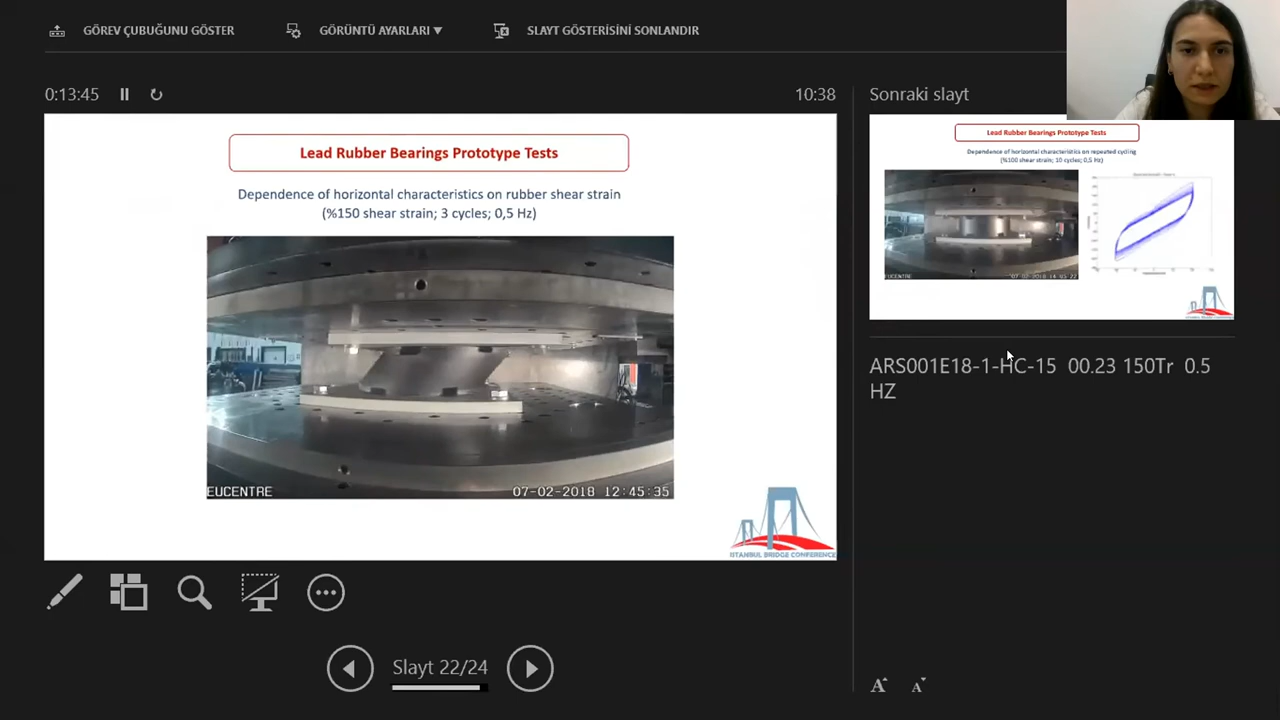 GÖREV ÇUBUĞUNU GÖSTER
GÖRÜNTÜ AYARLARI ▼
SLAYT GÖSTERİSİNİ SONLANDIR
0:13:45
10:38
Lead Rubber Bearings Prototype Tests
Dependence of horizontal characteristics on rubber shear strain
(%150 shear strain; 3 cycles; 0,5 Hz)
EUCENTRE
07-02-2018 12:45:35
ISTANBUL BRIDGE CONFERENCE
Slayt 22/24
Sonraki slayt
Lead Rubber Bearings Prototype Tests
Dependence of horizontal characteristics on repeated cycling
(%100 shear strain; 10 cycles; 0,5 Hz)
EUCENTRE
ARS001E18-1-HC-15 00.23 150Tr 0.5
HZ
A A